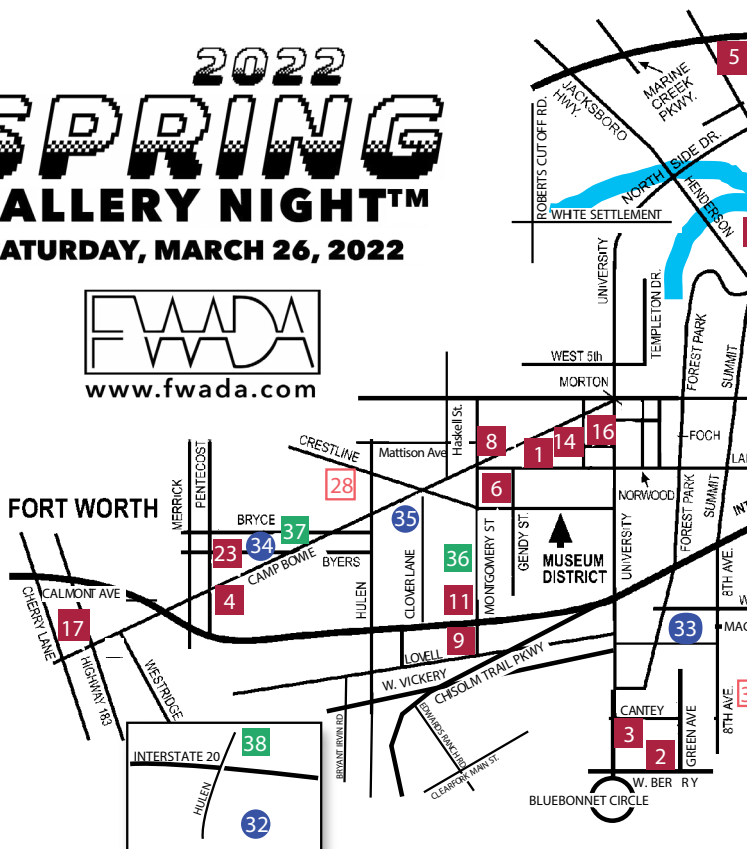 2022
SPRING
ALLERY NIGHT™
ATURDAY, MARCH 26, 2022
FWADA
www.fwada.com
5
MARINE
CREEK
PKWY.
JACKSBORO
HWY.
ROBERTS CUT OFF RD.
NORTH SIDE DR.
HENDERSON
WHITE SETTLEMENT
UNIVERSITY
TEMPLETON DR.
FOREST PARK
SUMMIT
WEST 5th
MORTON
CRESTLINE
Mattison Ave
Haskell St.
8
1
14
16
FOCH
28
6
NORWOOD
FOREST PARK
SUMMIT
FORT WORTH
MERRICK
PENTECOST
BRYCE
37
34
35
23
CAMP BOWIE
BYERS
36
MONTGOMERY ST
GENDY ST.
MUSEUM
DISTRICT
UNIVERSITY
8TH AVE.
CALMONT AVE
4
HULEN
CLOVER LANE
11
CHERRY LANE
17
9
33
MAG
HIGHWAY 183
WESTRIDGE
LOVELL
W. VICKERY
CHISOLM TRAIL PKWY
BRYANT IRVIN RD
EDWARDS RANCH RD
CLEARFORK MAIN ST.
CANTEY
3
2
GREEN AVE
8TH AVE.
W. BER RY
BLUEBONNET CIRCLE
INTERSTATE 20
38
HULEN
32